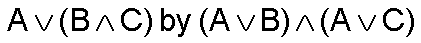 A ∨ (B ∧ C) by (A ∨ B) ∧ (A ∨ C)